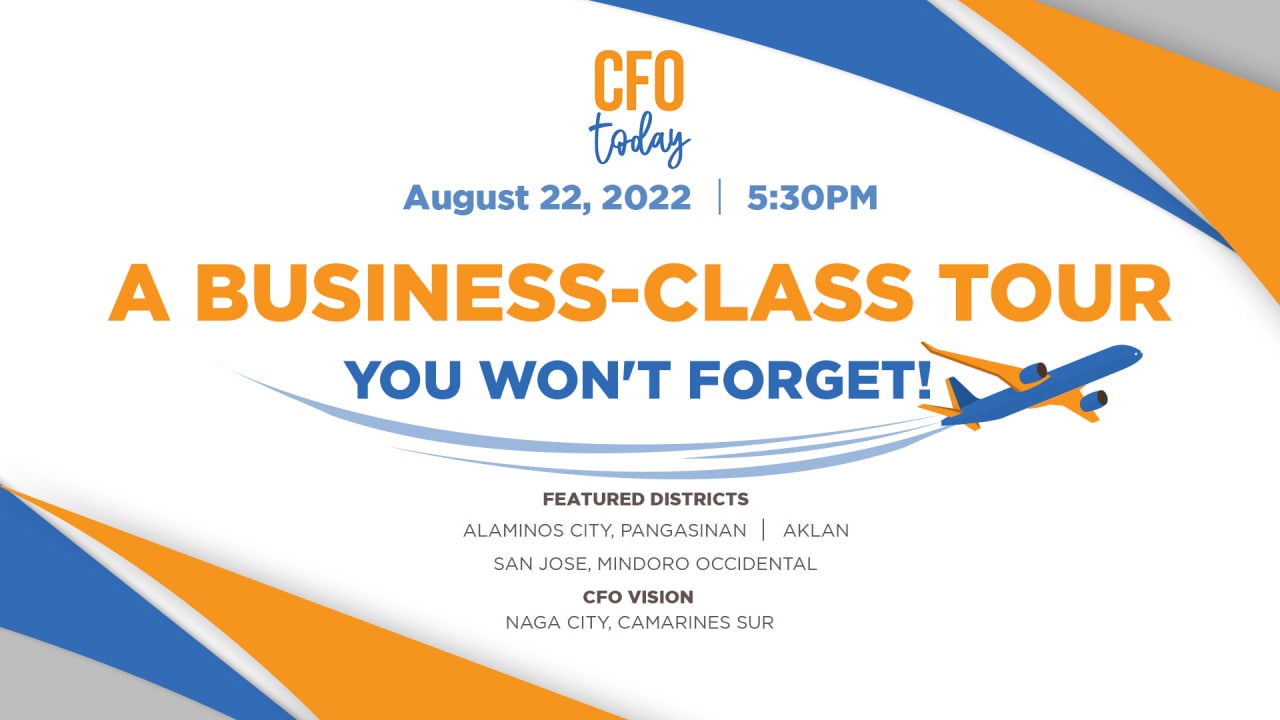 CFO
today
August 22, 2022 | 5:30PM
A BUSINESS-CLASS TOUR
YOU WON'T FORGET!
FEATURED DISTRICTS
ALAMINOS CITY, PANGASINAN | AKLAN
SAN JOSE, MINDORO OCCIDENTAL
CFO VISION
NAGA CITY, CAMARINES SUR